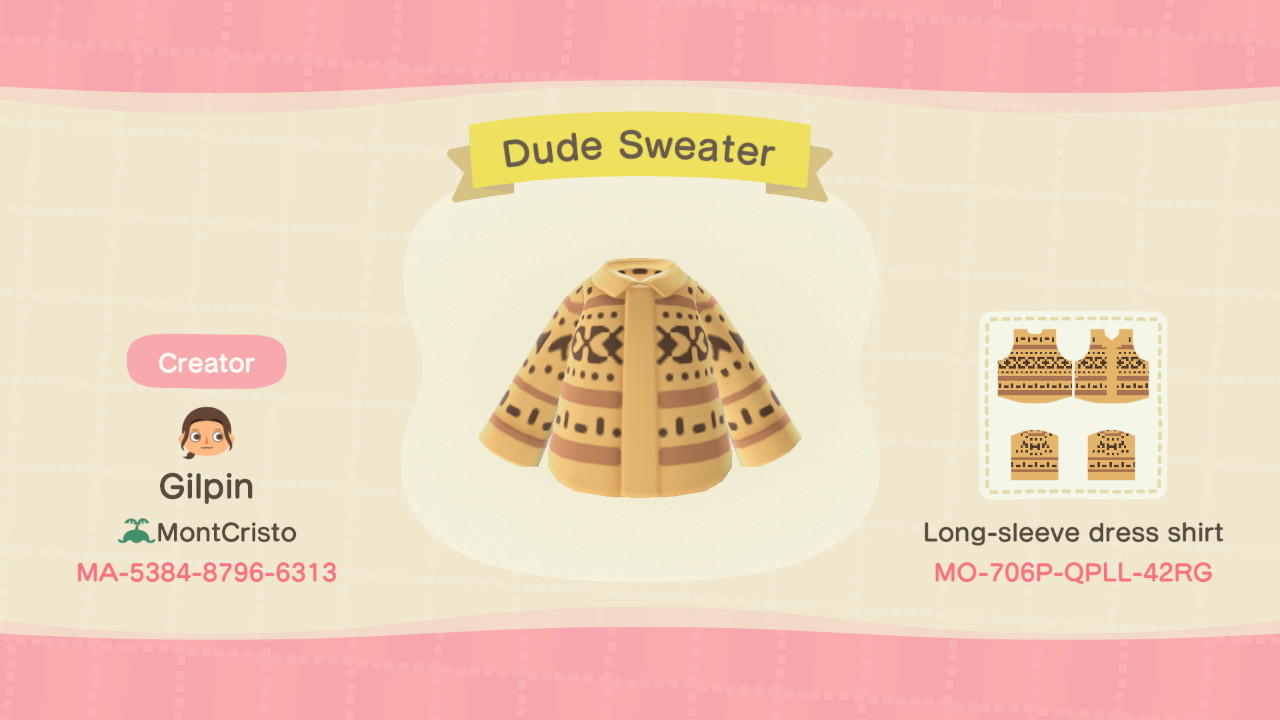 Dude Sweater
Creator
Gilpin
MontCristo
MA-5384-8796-6313
Long-sleeve dress shirt
MO-706P-QPLL-42RG